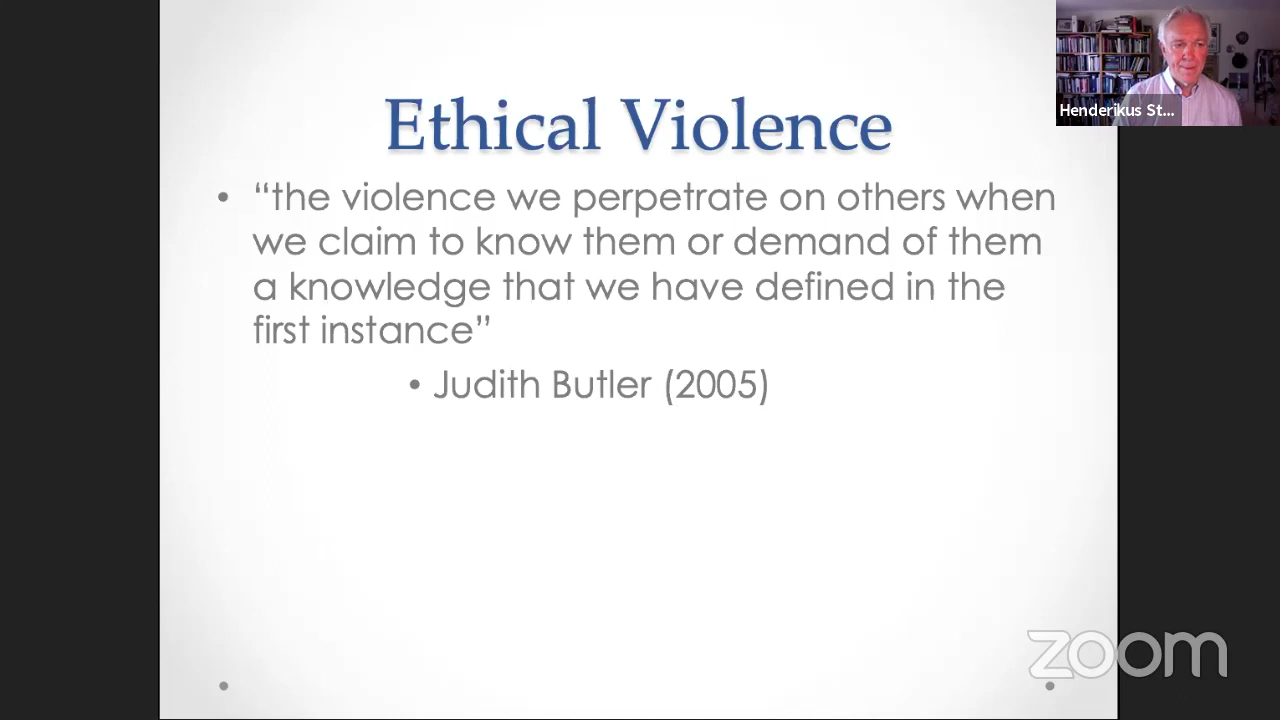 Henderikus St...
Ethical Violence
• “the violence we perpetrate on others when
we claim to know them or demand of them
a knowledge that we have defined in the
first instance”
• Judith Butler (2005)
zoom